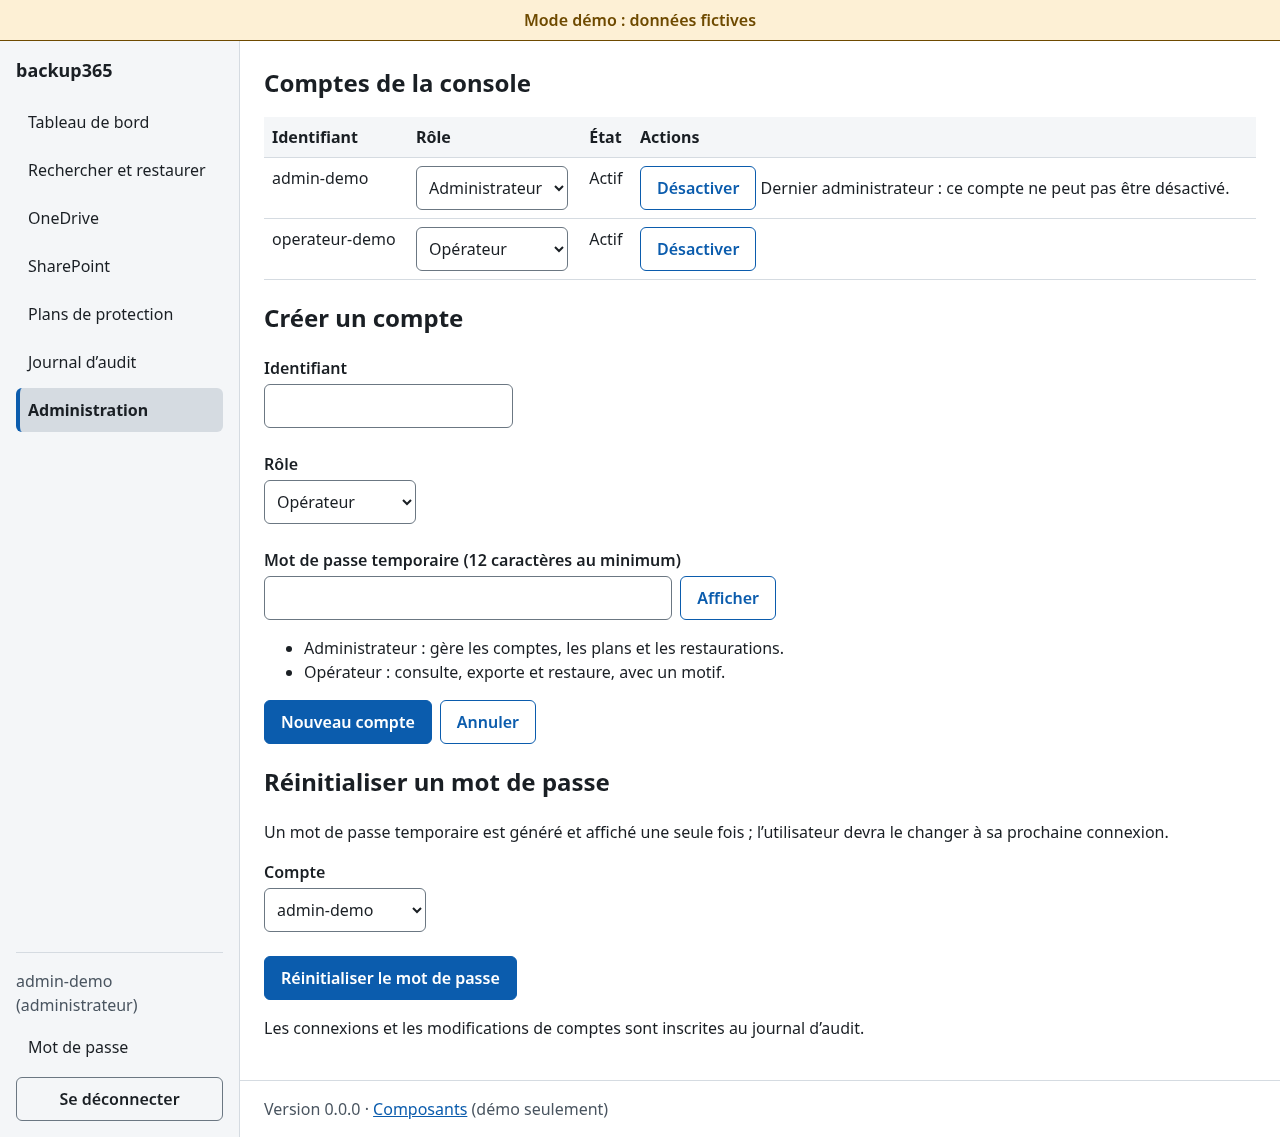 Mode démo : données fictives
backup365
Tableau de bord
Rechercher et restaurer
OneDrive
SharePoint
Plans de protection
Journal d’audit
Administration
admin-demo
(administrateur)
Mot de passe
Se déconnecter
Comptes de la console
Identifiant Rôle État Actions
admin-demo Administrateur Actif Désactiver Dernier administrateur : ce compte ne peut pas être désactivé.
operateur-demo Opérateur Actif Désactiver
Créer un compte
Identifiant
Rôle
Opérateur
Mot de passe temporaire (12 caractères au minimum)
Afficher
• Administrateur : gère les comptes, les plans et les restaurations.
• Opérateur : consulte, exporte et restaure, avec un motif.
Nouveau compte Annuler
Réinitialiser un mot de passe
Un mot de passe temporaire est généré et affiché une seule fois ; l’utilisateur devra le changer à sa prochaine connexion.
Compte
admin-demo
Réinitialiser le mot de passe
Les connexions et les modifications de comptes sont inscrites au journal d’audit.
Version 0.0.0 · Composants (démo seulement)